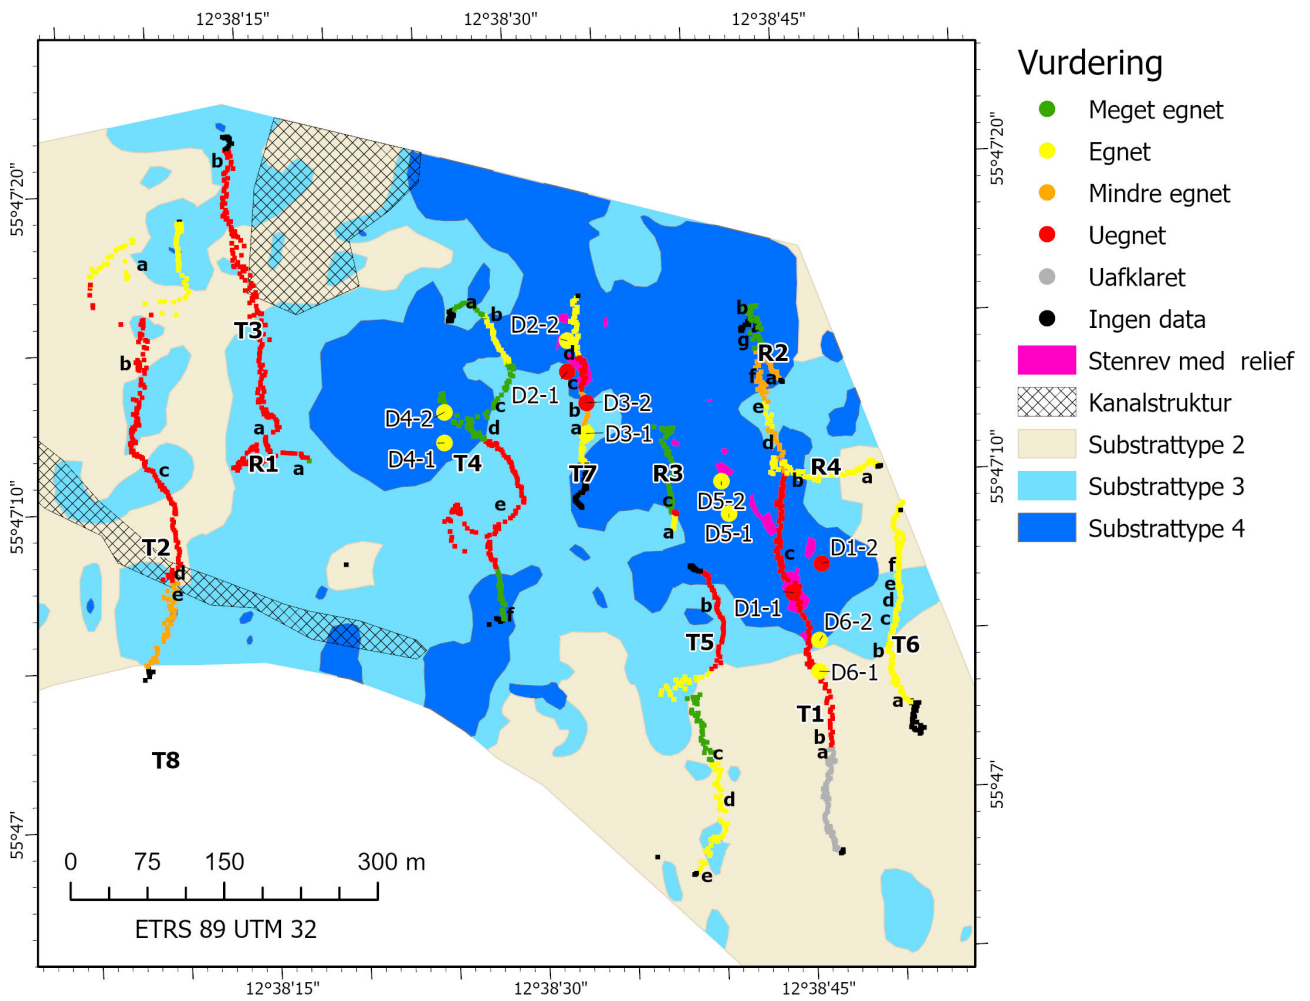 12°38'15" 12°38'30" 12°38'45"
Vurdering
Meget egnet
Egnet
Mindre egnet
Uegnet
Uafklaret
Ingen data
Stenrev med relief
Kanalstruktur
Substrattype 2
Substrattype 3
Substrattype 4
55°47'20"
55°47'10"
55°47'
55°47'20"
55°47'10"
55°47'
b
a
T3
b
a
R1
a
c
T2
d
e
T8
a
b
D2-2
d
D2-1
c
D3-2
b
a
D3-1
T7
c
D4-2
d
D4-1
T4
e
f
b
g
R2
f
a
e
d
R4
b
a
R3
c
a
D5-2
D5-1
c
D1-2
D1-1
D6-2
D6-1
f
e
d
c
b
T6
a
b
T5
c
d
e
T1
b
a
0 75 150 300 m
ETRS 89 UTM 32
12°38'15" 12°38'30" 12°38'45"